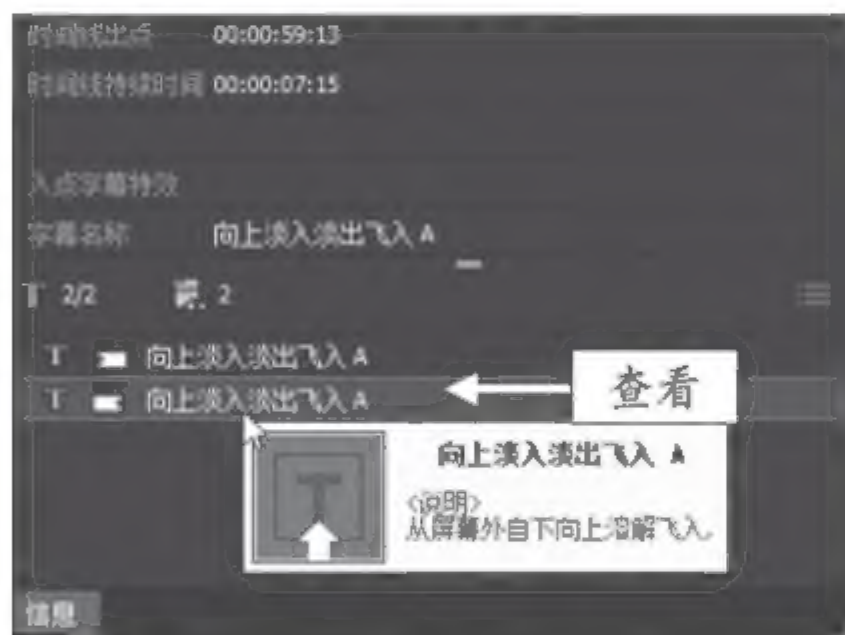 时间线出点 00:00:59:13
时间线持续时间 00:00:07:15
入点字幕特效
字幕名称 向上淡入淡出飞入 A
T 2/2 2
T 向上淡入淡出飞入 A
T 向上淡入淡出飞入 A
查看
向上淡入淡出飞入 A
<说明>
从屏幕外自下向上溶解飞入。
信息